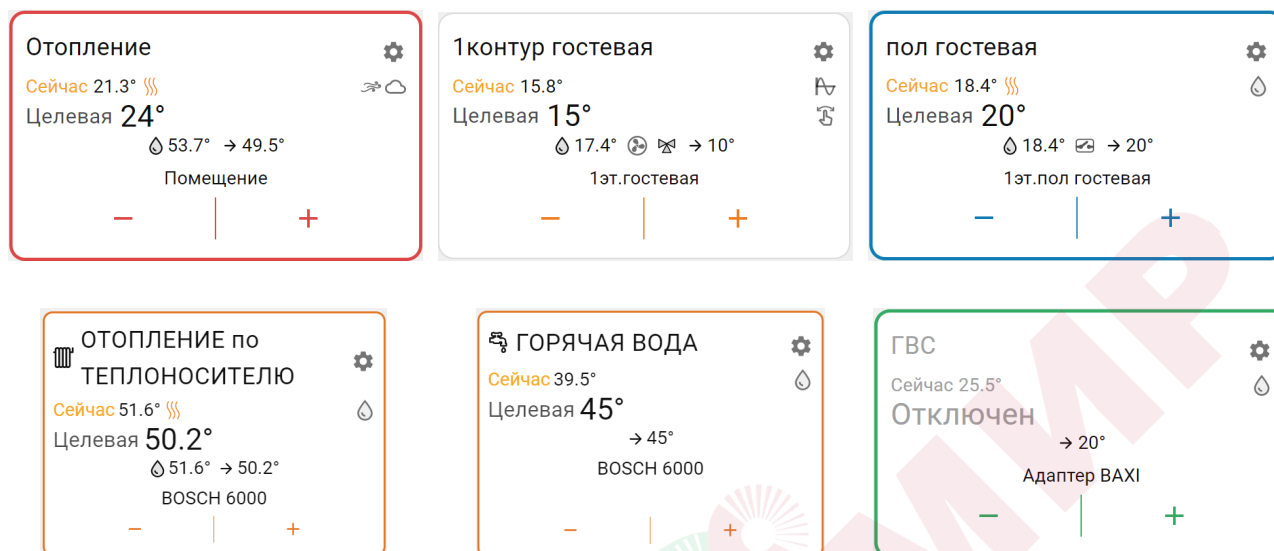 Отопление
Сейчас 21.3°
Целевая 24°
53.7° → 49.5°
Помещение
− +
1контур гостевая
Сейчас 15.8°
Целевая 15°
17.4° → 10°
1эт.гостевая
− +
пол гостевая
Сейчас 18.4°
Целевая 20°
18.4° → 20°
1эт.пол гостевая
− +
ОТОПЛЕНИЕ по
ТЕПЛОНОСИТЕЛЮ
Сейчас 51.6°
Целевая 50.2°
51.6° → 50.2°
BOSCH 6000
− +
ГОРЯЧАЯ ВОДА
Сейчас 39.5°
Целевая 45°
→ 45°
BOSCH 6000
− +
ГВС
Сейчас 25.5°
Отключен
→ 20°
Адаптер BAXI
− +
МИР